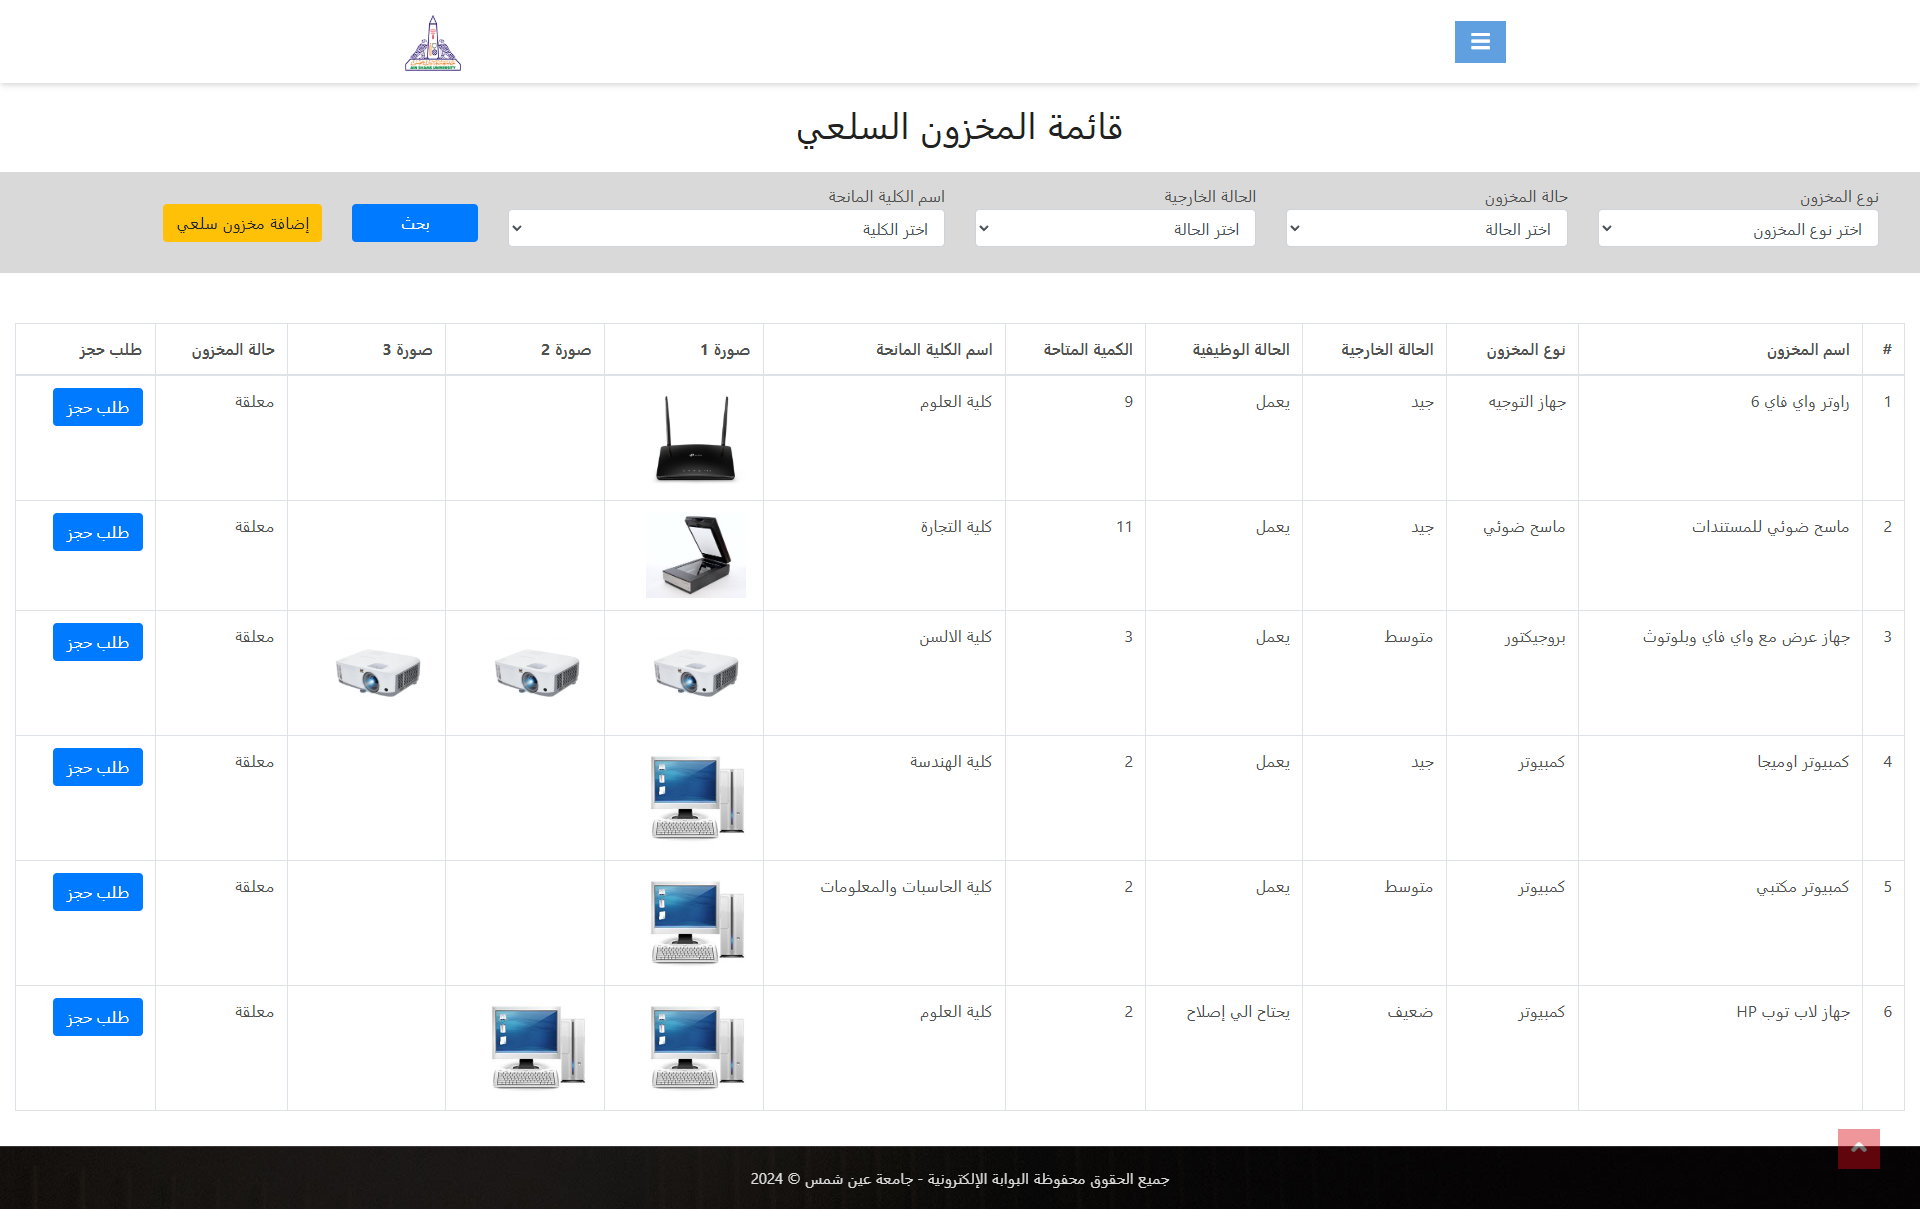 AIN SHAMS UNIVERSITY
قائمة المخزون السلعي
نوع المخزون
اختر نوع المخزون
حالة المخزون
اختر الحالة
الحالة الخارجية
اختر الحالة
اسم الكلية المانحة
اختر الكلية
بحث
إضافة مخزون سلعي
# اسم المخزون نوع المخزون الحالة الخارجية الحالة الوظيفية الكمية المتاحة اسم الكلية المانحة صورة 1 صورة 2 صورة 3 حالة المخزون طلب حجز
1 راوتر واي فاي 6 جهاز التوجيه جيد يعمل 9 كلية العلوم معلقة طلب حجز
2 ماسح ضوئي للمستندات ماسح ضوئي جيد يعمل 11 كلية التجارة معلقة طلب حجز
3 جهاز عرض مع واي فاي وبلوتوث بروجيكتور متوسط يعمل 3 كلية الالسن معلقة طلب حجز
4 كمبيوتر اوميجا كمبيوتر جيد يعمل 2 كلية الهندسة معلقة طلب حجز
5 كمبيوتر مكتبي كمبيوتر متوسط يعمل 2 كلية الحاسبات والمعلومات معلقة طلب حجز
6 جهاز لاب توب HP كمبيوتر ضعيف يحتاج الي إصلاح 2 كلية العلوم معلقة طلب حجز
جميع الحقوق محفوظة البوابة الإلكترونية - جامعة عين شمس © 2024